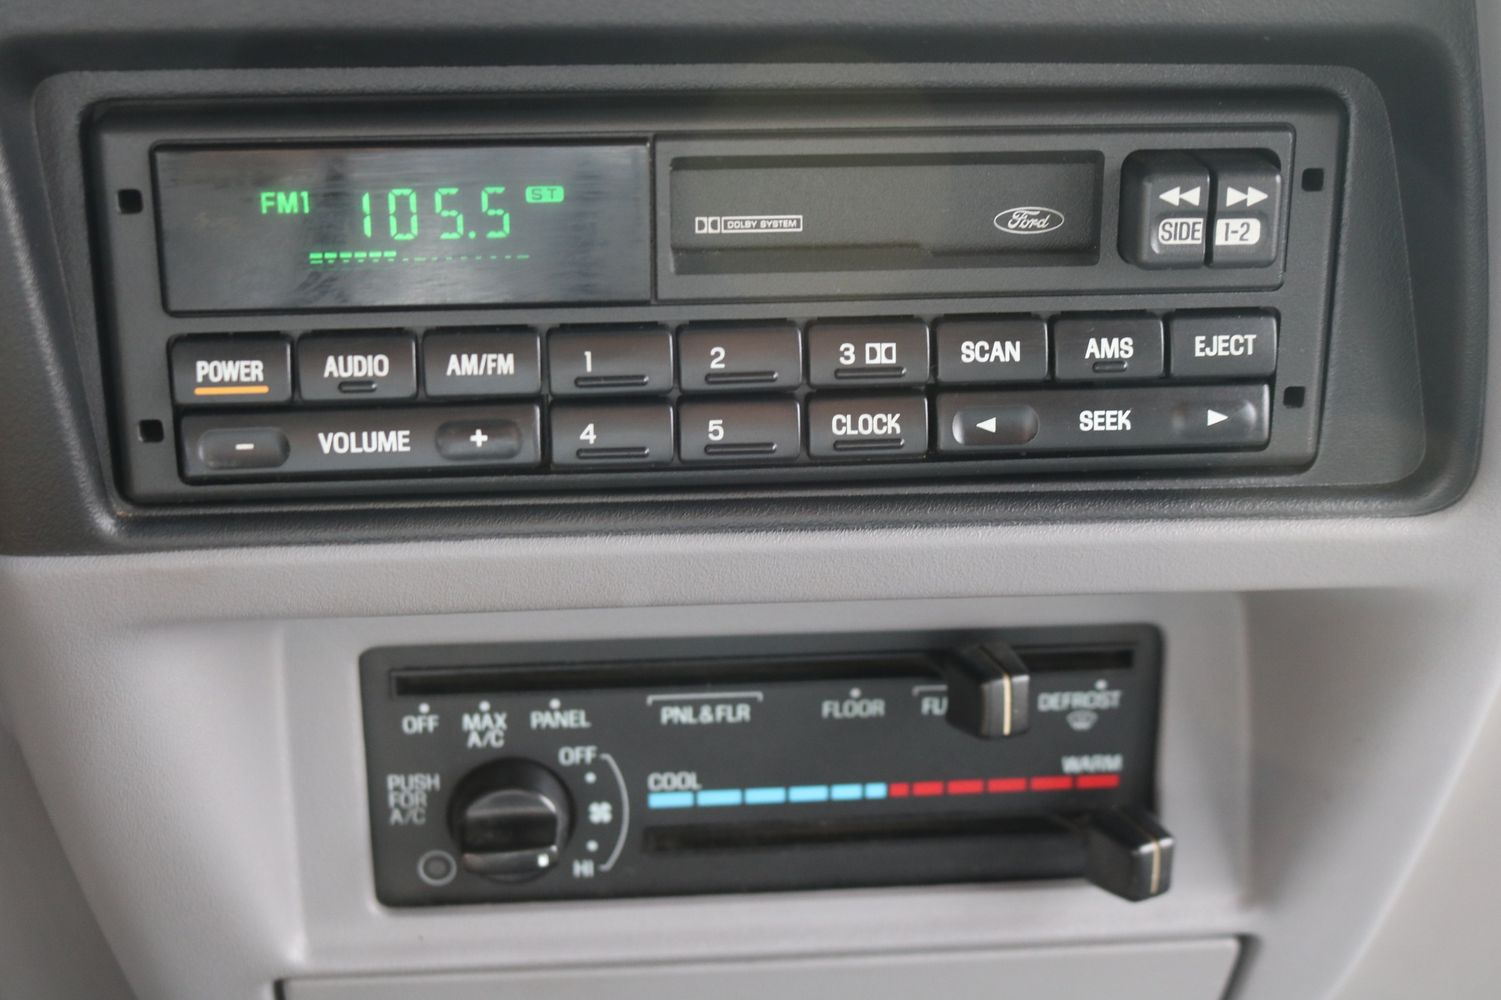 FM1 105.5 ST
DOLBY SYSTEM
Ford
SIDE 1-2
POWER AUDIO AM/FM 1 2 3 SCAN AMS EJECT
- VOLUME + 4 5 CLOCK SEEK
OFF MAX A/C PANEL PNL&FLR FLOOR DEFROST
OFF
PUSH FOR A/C
HI
COOL WARM